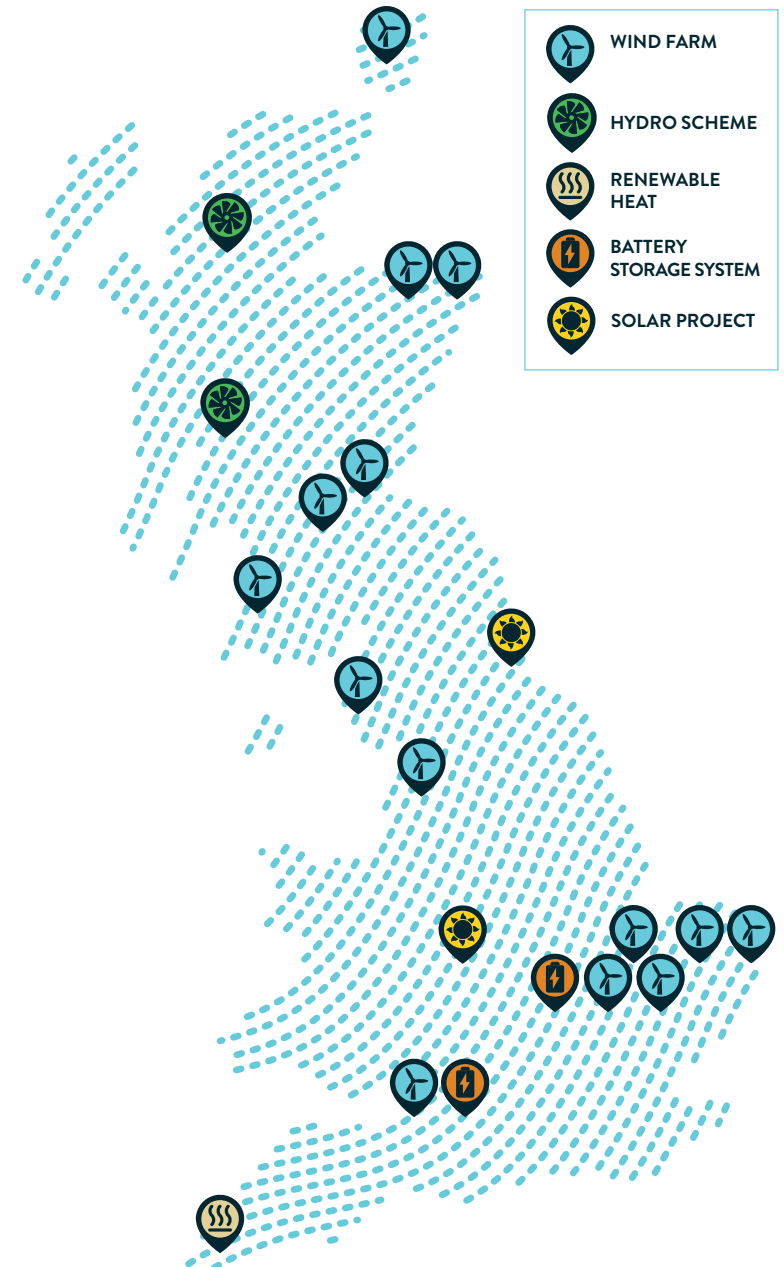 WIND FARM
HYDRO SCHEME
RENEWABLE
HEAT
BATTERY
STORAGE SYSTEM
SOLAR PROJECT